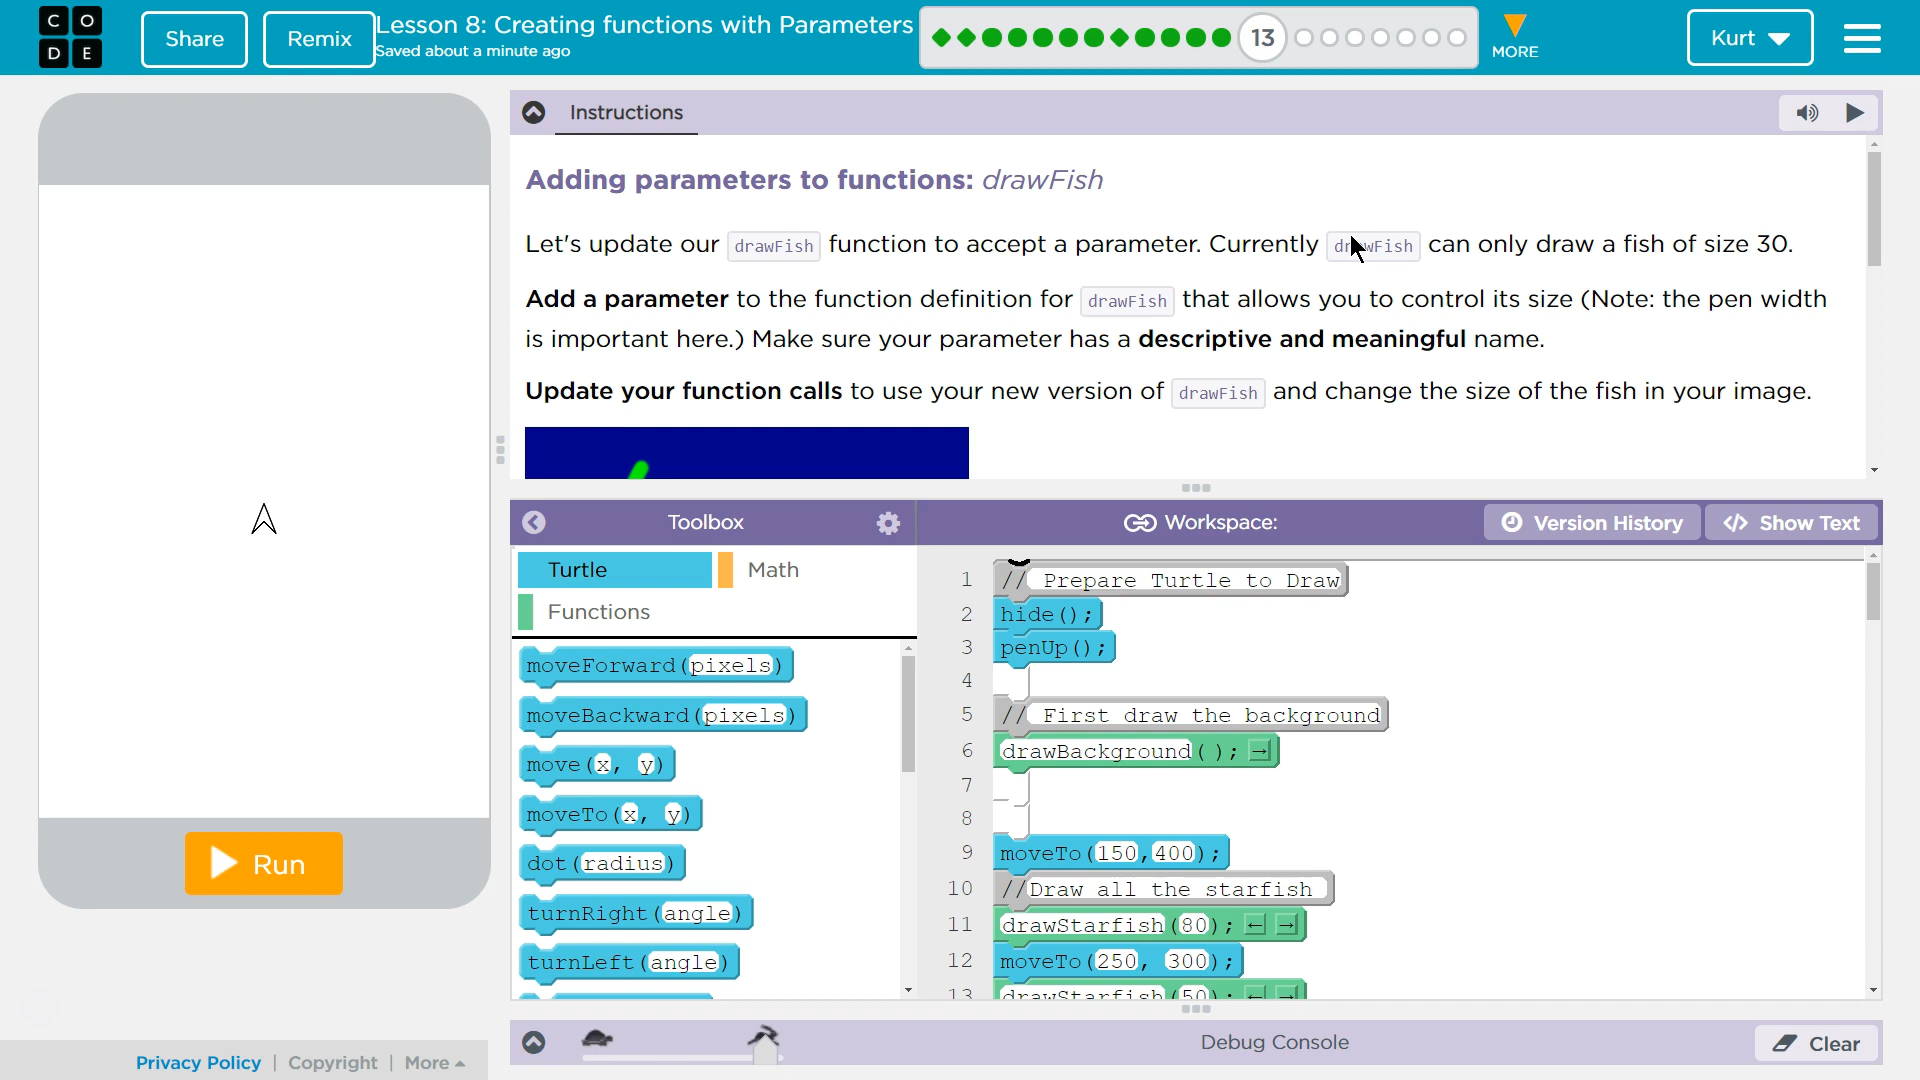 C O
D E
Share
Remix
Lesson 8: Creating functions with Parameters
Saved about a minute ago
13
MORE
Kurt
Instructions
Adding parameters to functions: drawFish
Let's update our drawFish function to accept a parameter. Currently drawFish can only draw a fish of size 30.
Add a parameter to the function definition for drawFish that allows you to control its size (Note: the pen width
is important here.) Make sure your parameter has a descriptive and meaningful name.
Update your function calls to use your new version of drawFish and change the size of the fish in your image.
Toolbox
Workspace:
Version History
</> Show Text
Turtle
Math
Functions
moveForward(pixels)
moveBackward(pixels)
move(x, y)
moveTo(x, y)
dot(radius)
turnRight(angle)
turnLeft(angle)
1 // Prepare Turtle to Draw
2 hide();
3 penUp();
4
5 // First draw the background
6 drawBackground( ); →
7
8
9 moveTo(150,400);
10 //Draw all the starfish
11 drawStarfish(80); ← →
12 moveTo(250, 300);
13 drawStarfish(50); ← →
Run
Debug Console
Clear
Privacy Policy | Copyright | More